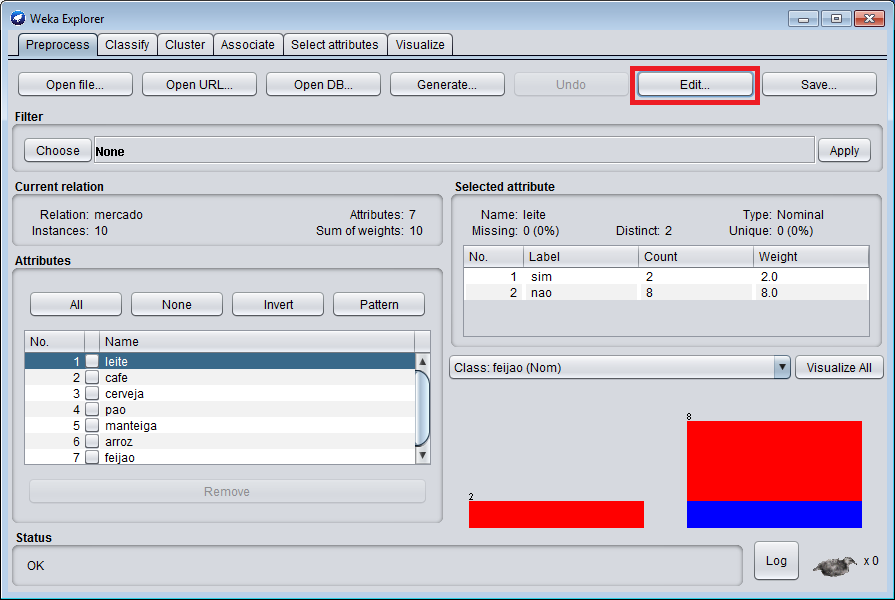 Weka Explorer
Preprocess Classify Cluster Associate Select attributes Visualize
Open file... Open URL... Open DB... Generate... Undo Edit... Save...
Filter
Choose None Apply
Current relation
Relation: mercado Attributes: 7
Instances: 10 Sum of weights: 10
Attributes
All None Invert Pattern
No. Name
1 leite
2 cafe
3 cerveja
4 pao
5 manteiga
6 arroz
7 feijao
Remove
Selected attribute
Name: leite Type: Nominal
Missing: 0 (0%) Distinct: 2 Unique: 0 (0%)
No. Label Count Weight
1 sim 2 2.0
2 nao 8 8.0
Class: feijao (Nom) Visualize All
8
2
Status
OK Log x 0